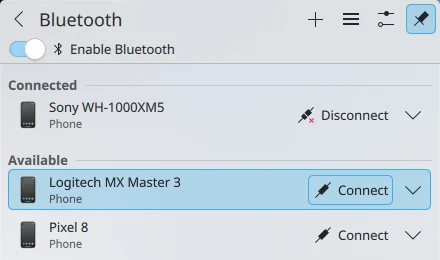 Bluetooth
Enable Bluetooth
Connected
Sony WH-1000XM5
Phone
Disconnect
Available
Logitech MX Master 3
Phone
Connect
Pixel 8
Phone
Connect